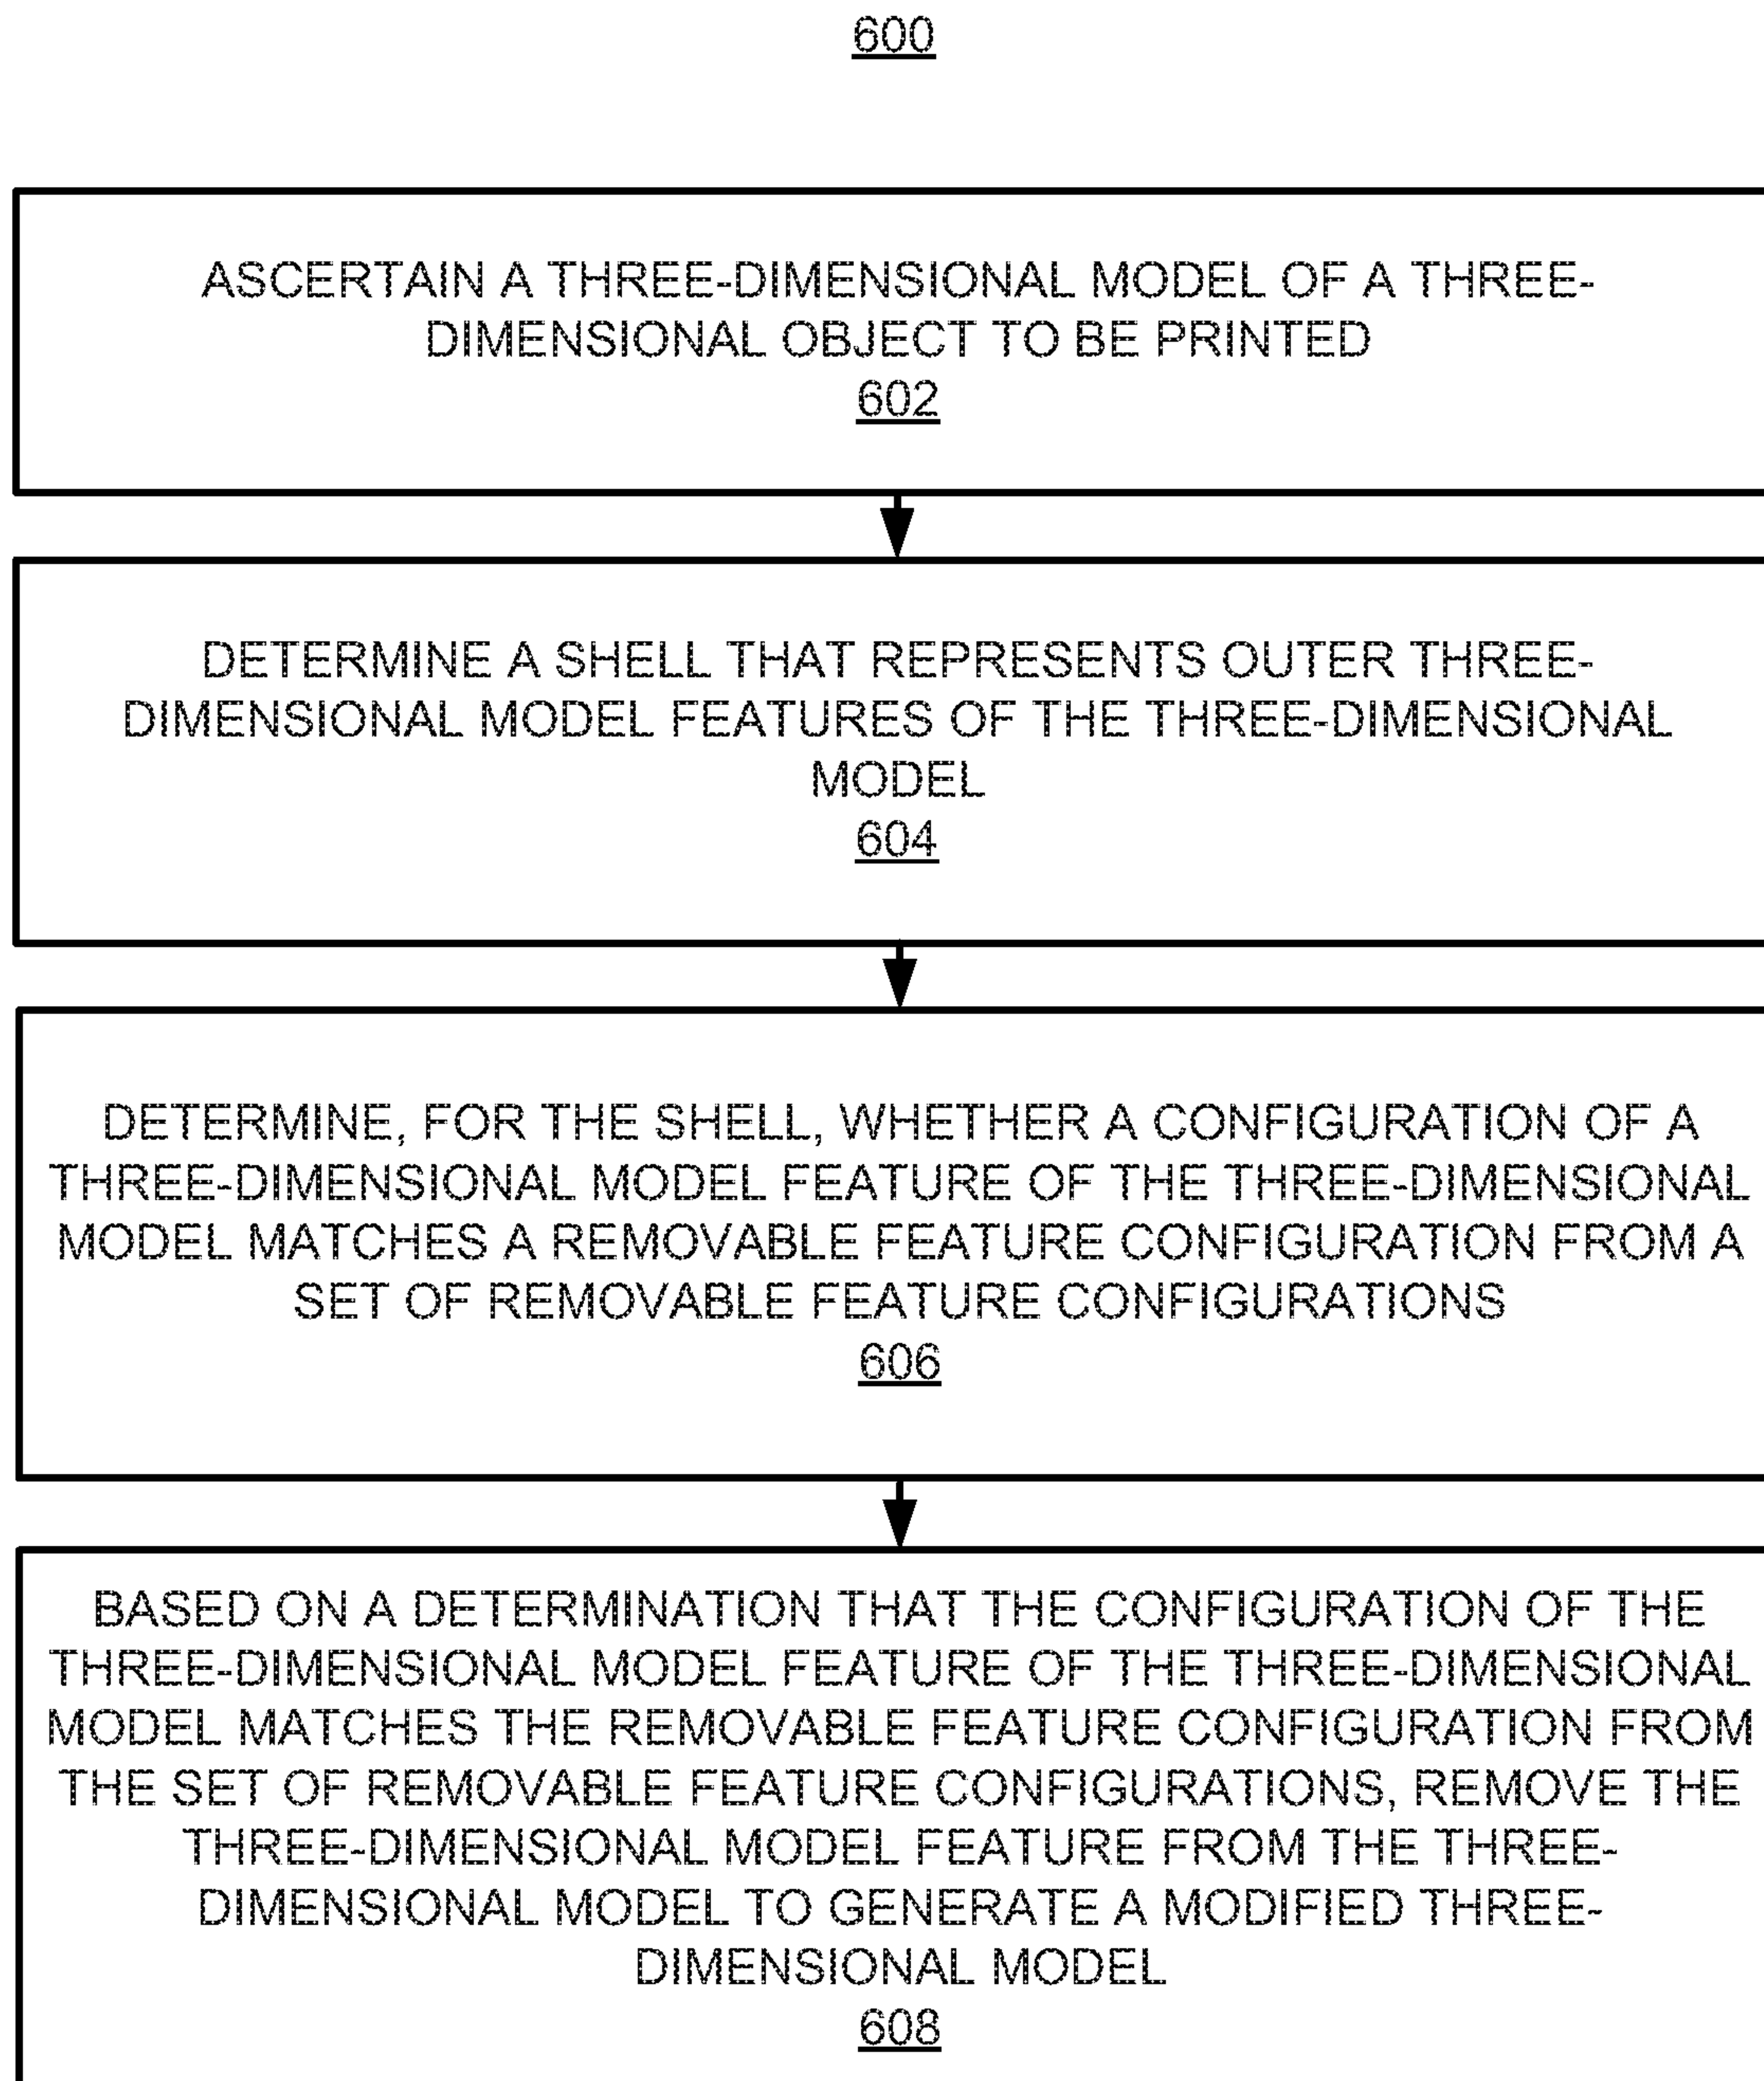 600
ASCERTAIN A THREE-DIMENSIONAL MODEL OF A THREE-
DIMENSIONAL OBJECT TO BE PRINTED
602
DETERMINE A SHELL THAT REPRESENTS OUTER THREE-
DIMENSIONAL MODEL FEATURES OF THE THREE-DIMENSIONAL
MODEL
604
DETERMINE, FOR THE SHELL, WHETHER A CONFIGURATION OF A
THREE-DIMENSIONAL MODEL FEATURE OF THE THREE-DIMENSIONAL
MODEL MATCHES A REMOVABLE FEATURE CONFIGURATION FROM A
SET OF REMOVABLE FEATURE CONFIGURATIONS
606
BASED ON A DETERMINATION THAT THE CONFIGURATION OF THE
THREE-DIMENSIONAL MODEL FEATURE OF THE THREE-DIMENSIONAL
MODEL MATCHES THE REMOVABLE FEATURE CONFIGURATION FROM
THE SET OF REMOVABLE FEATURE CONFIGURATIONS, REMOVE THE
THREE-DIMENSIONAL MODEL FEATURE FROM THE THREE-
DIMENSIONAL MODEL TO GENERATE A MODIFIED THREE-
DIMENSIONAL MODEL
608